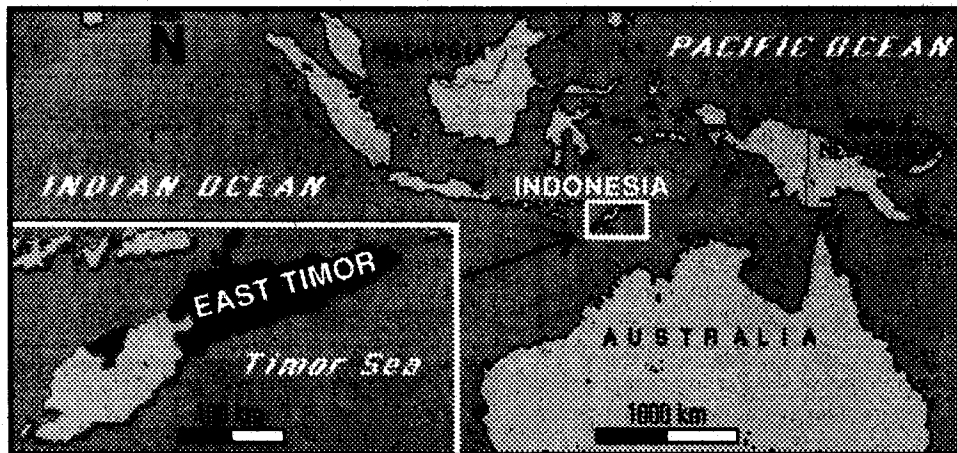 N
PACIFIC OCEAN
INDIAN OCEAN
INDONESIA
EAST TIMOR
Timor Sea
AUSTRALIA
1000 km